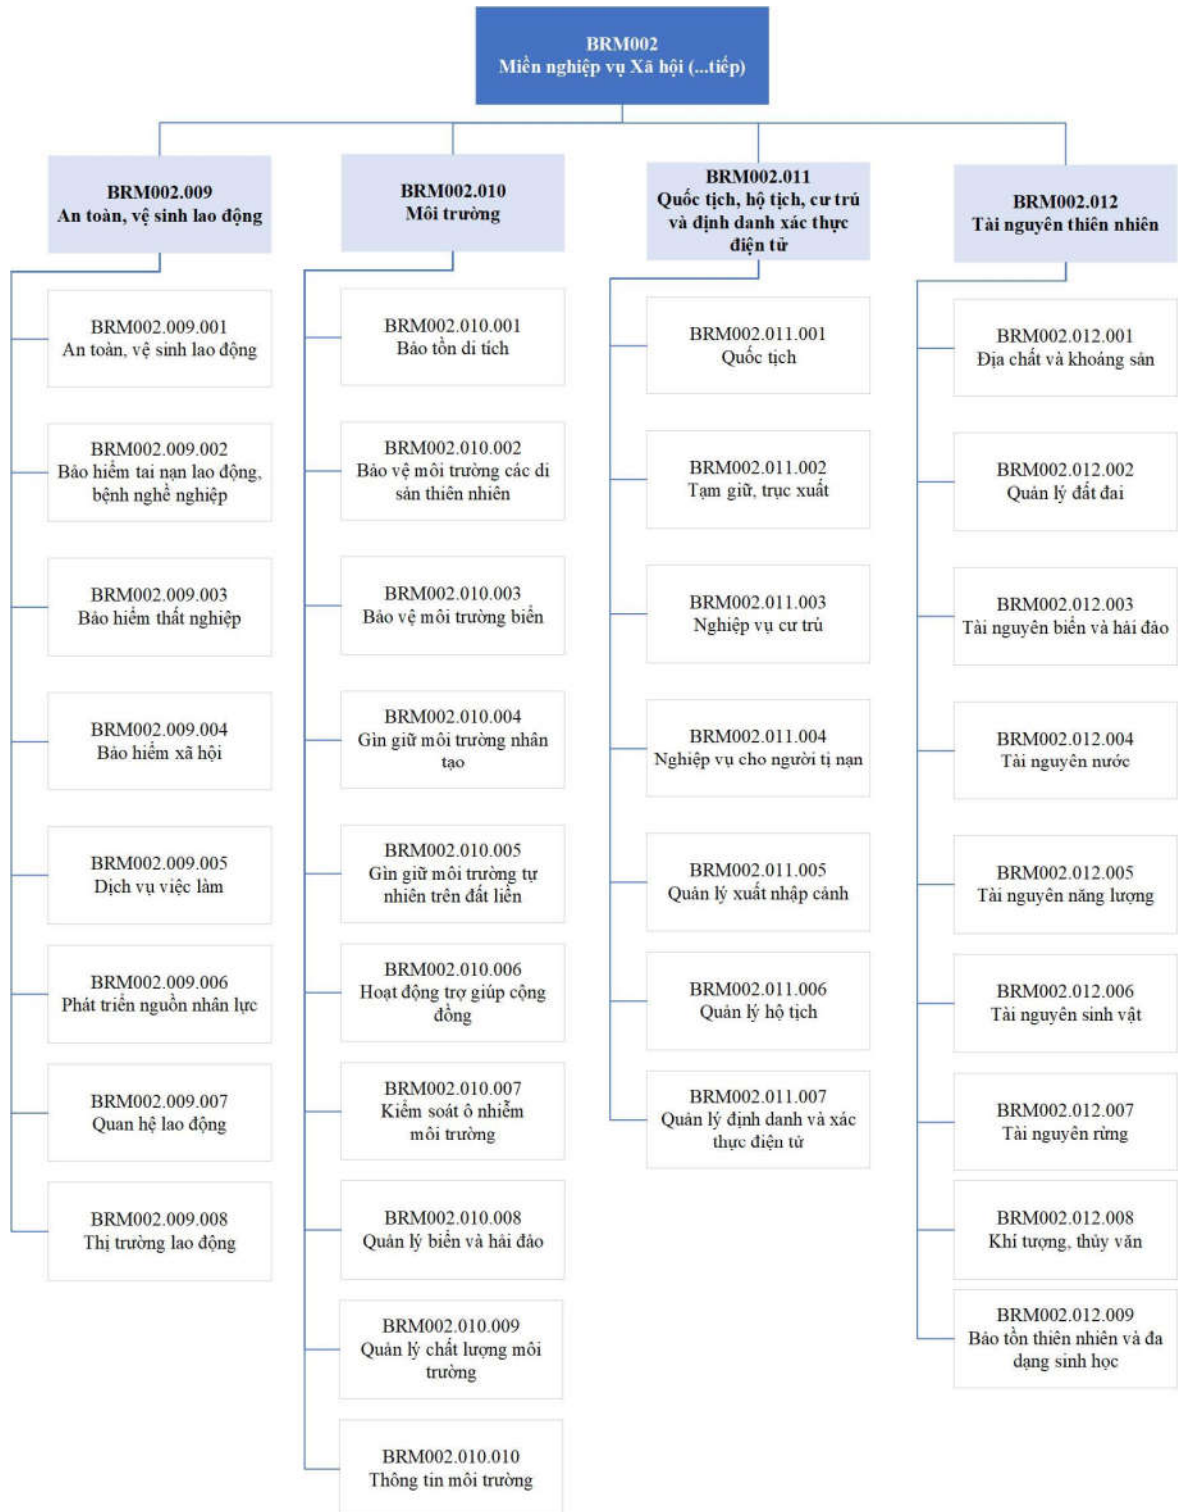 BRM002
Miền nghiệp vụ Xã hội (...tiếp)
BRM002.009
An toàn, vệ sinh lao động
BRM002.009.001
An toàn, vệ sinh lao động
BRM002.009.002
Bảo hiểm tai nạn lao động,
bệnh nghề nghiệp
BRM002.009.003
Bảo hiểm thất nghiệp
BRM002.009.004
Bảo hiểm xã hội
BRM002.009.005
Dịch vụ việc làm
BRM002.009.006
Phát triển nguồn nhân lực
BRM002.009.007
Quan hệ lao động
BRM002.009.008
Thị trường lao động
BRM002.010
Môi trường
BRM002.010.001
Bảo tồn di tích
BRM002.010.002
Bảo vệ môi trường các di
sản thiên nhiên
BRM002.010.003
Bảo vệ môi trường biển
BRM002.010.004
Gìn giữ môi trường nhân
tạo
BRM002.010.005
Gìn giữ môi trường tự
nhiên trên đất liền
BRM002.010.006
Hoạt động trợ giúp cộng
đồng
BRM002.010.007
Kiểm soát ô nhiễm
môi trường
BRM002.010.008
Quản lý biển và hải đảo
BRM002.010.009
Quản lý chất lượng môi
trường
BRM002.010.010
Thông tin môi trường
BRM002.011
Quốc tịch, hộ tịch, cư trú
và định danh xác thực
điện tử
BRM002.011.001
Quốc tịch
BRM002.011.002
Tạm giữ, trục xuất
BRM002.011.003
Nghiệp vụ cư trú
BRM002.011.004
Nghiệp vụ cho người tị nạn
BRM002.011.005
Quản lý xuất nhập cảnh
BRM002.011.006
Quản lý hộ tịch
BRM002.011.007
Quản lý định danh và xác
thực điện tử
BRM002.012
Tài nguyên thiên nhiên
BRM002.012.001
Địa chất và khoáng sản
BRM002.012.002
Quản lý đất đai
BRM002.012.003
Tài nguyên biển và hải đảo
BRM002.012.004
Tài nguyên nước
BRM002.012.005
Tài nguyên năng lượng
BRM002.012.006
Tài nguyên sinh vật
BRM002.012.007
Tài nguyên rừng
BRM002.012.008
Khí tượng, thủy văn
BRM002.012.009
Bảo tồn thiên nhiên và đa
dạng sinh học